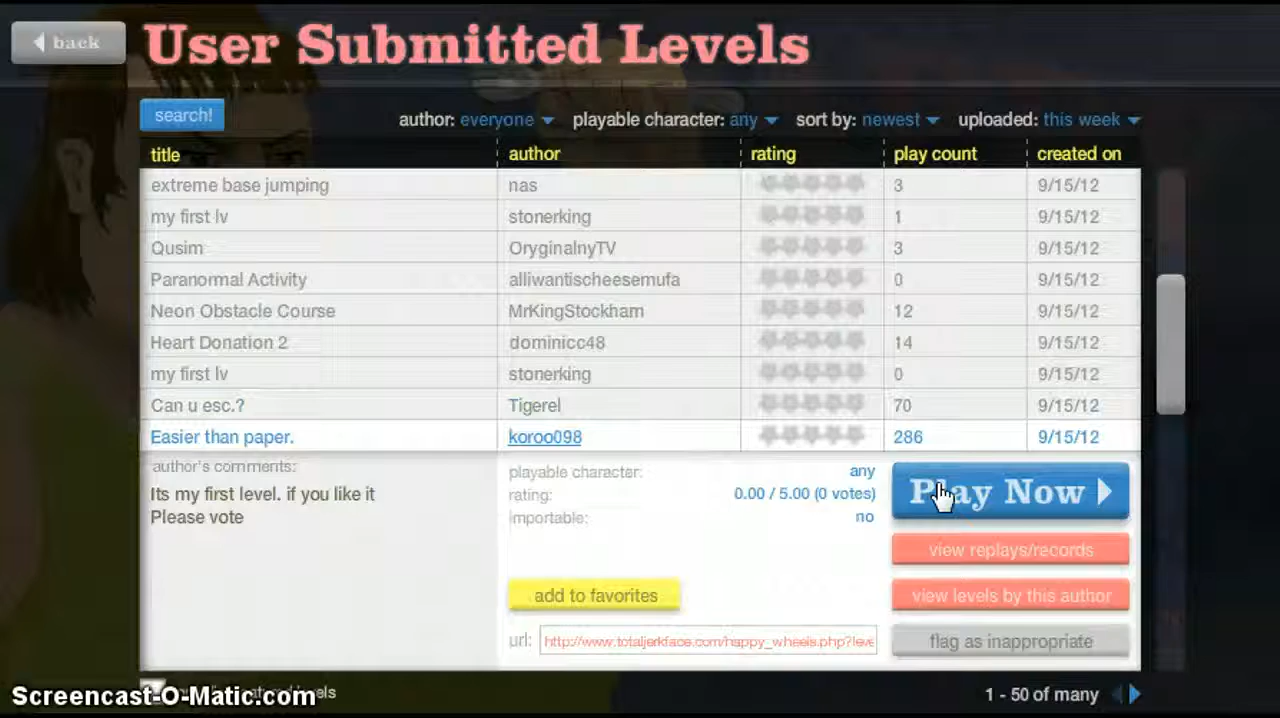 back
User Submitted Levels
search!
author: everyone playable character: any sort by: newest uploaded: this week
title author rating play count created on
extreme base jumping nas 3 9/15/12
my first lv stonerking 1 9/15/12
Qusim OryginalnyTV 3 9/15/12
Paranormal Activity alliwantischeesemufa 0 9/15/12
Neon Obstacle Course MrKingStockham 12 9/15/12
Heart Donation 2 dominicc48 14 9/15/12
my first lv stonerking 0 9/15/12
Can u esc.? Tigerel 70 9/15/12
Easier than paper. koroo098 286 9/15/12
author's comments:
Its my first level. if you like it
Please vote
playable character: any
rating: 0.00 / 5.00 (0 votes)
importable: no
add to favorites
url: http://www.totaljerkface.com/happy_wheels.php?leve
Play Now
view replays/records
view levels by this author
flag as inappropriate
Screencast-O-Matic.com
levels
1 - 50 of many